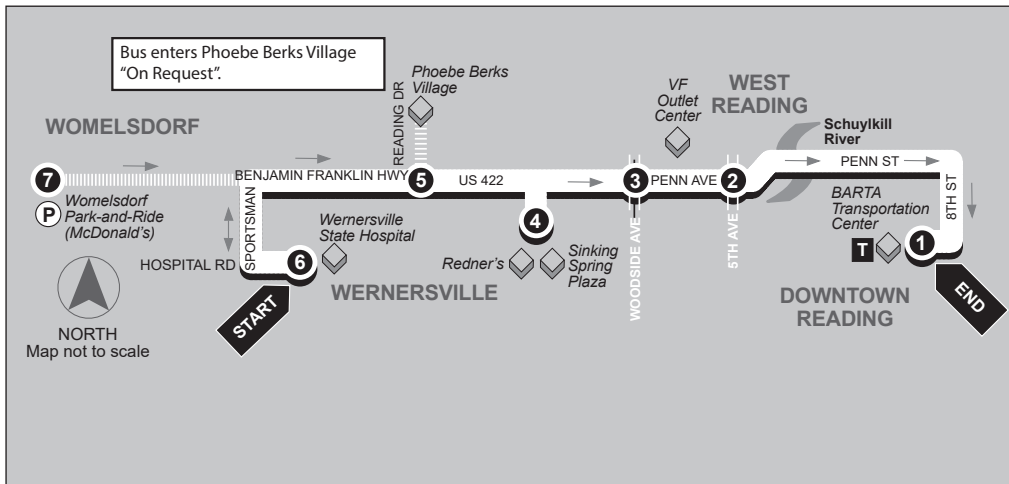 Bus enters Phoebe Berks Village
"On Request".
WOMELSDORF
7
P
Womelsdorf
Park-and-Ride
(McDonald's)
NORTH
Map not to scale
BENJAMIN FRANKLIN HWY
SPORTSMAN
HOSPITAL RD
START
6
Wernersville
State Hospital
WERNERSVILLE
READING DR
Phoebe Berks
Village
5
US 422
4
Redner's
Sinking
Spring
Plaza
3
WOODSIDE AVE
VF
Outlet
Center
PENN AVE
2
5TH AVE
WEST
READING
Schuylkill
River
PENN ST
8TH ST
BARTA
Transportation
Center
T
1
END
DOWNTOWN
READING